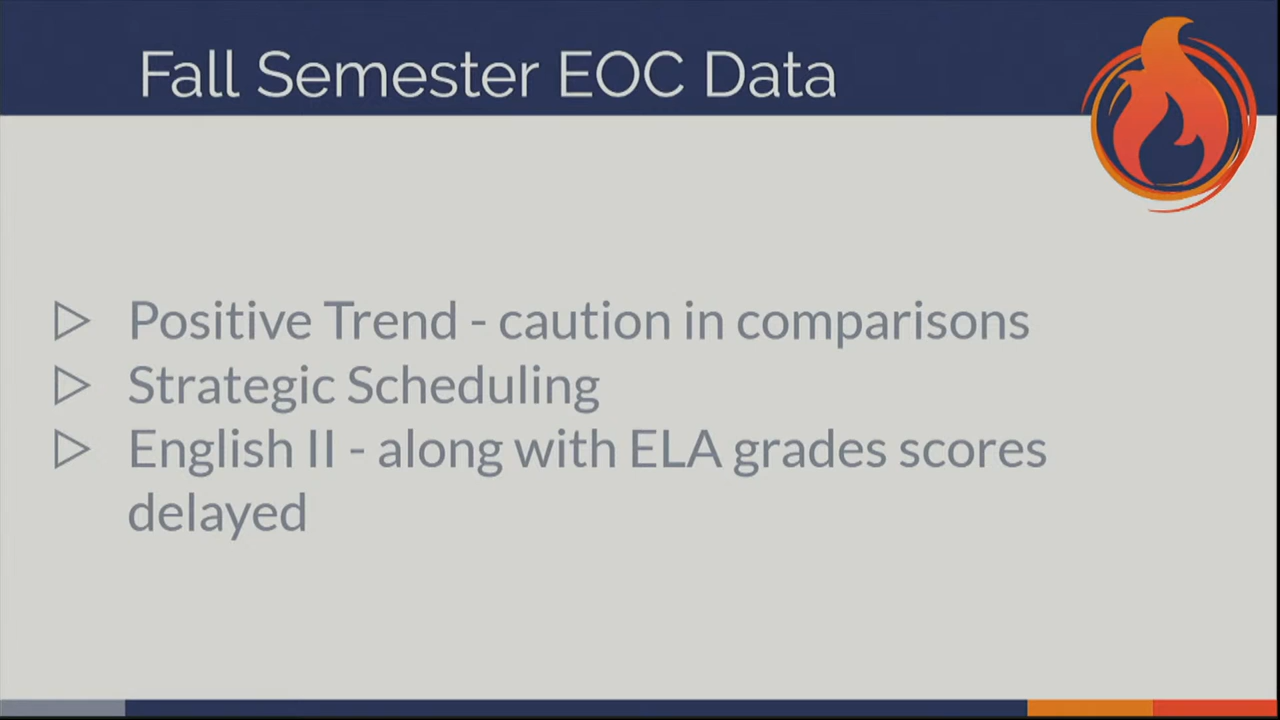 Fall Semester EOC Data
Positive Trend - caution in comparisons
Strategic Scheduling
English II - along with ELA grades scores
delayed